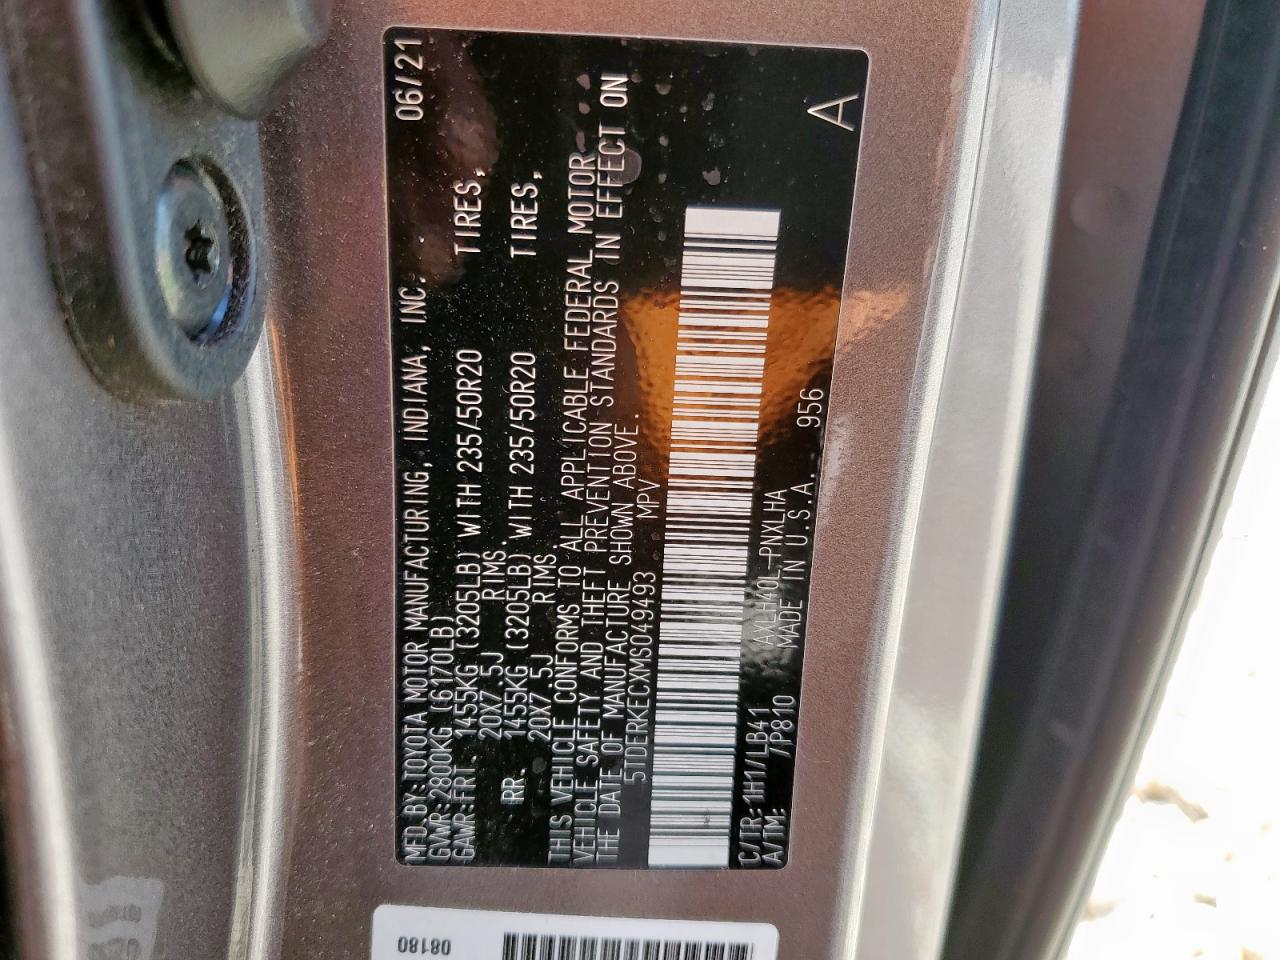 MFD.BY:TOYOTA MOTOR MANUFACTURING, INDIANA, INC. 06/21
GVWR:2800KG (6170LB)
GAWR:FRT. 1455KG (3205LB) WITH 235/50R20 TIRES,
20X7.5J RIMS.
RR. 1455KG (3205LB) WITH 235/50R20 TIRES,
20X7.5J RIMS.
THIS VEHICLE CONFORMS TO ALL APPLICABLE FEDERAL MOTOR
VEHICLE SAFETY AND THEFT PREVENTION STANDARDS IN EFFECT ON
THE DATE OF MANUFACTURE SHOWN ABOVE.
5TDERKECXMS049493 MPV
C/TR:1H1/LB41 AXLH40L-PNXLHA
A/TM: /P810 MADE IN U.S.A. 956
A
08180